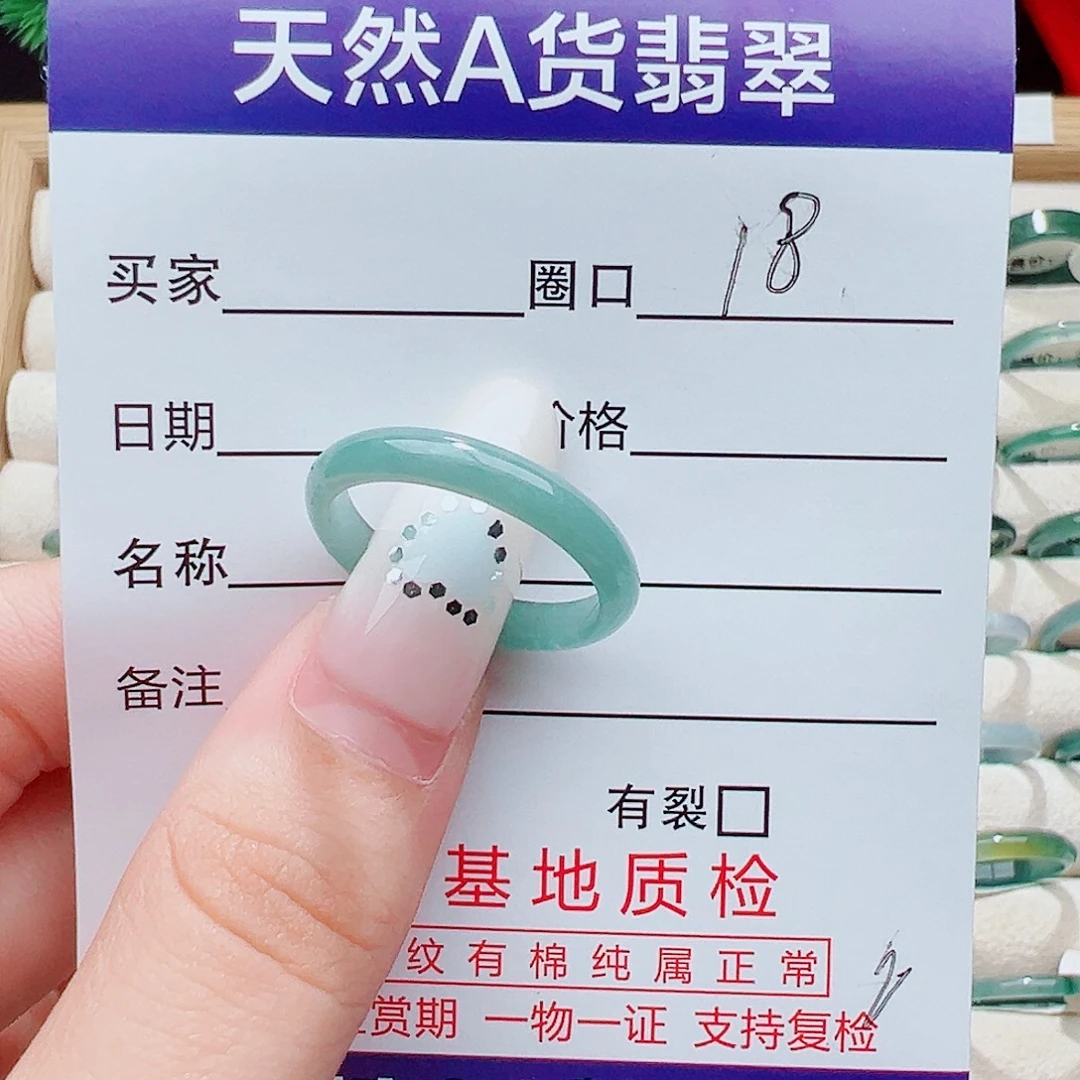 天然A货翡翠
买家 圈口 18
日期 价格
名称
备注
有裂
基地质检
纹有棉纯属正常
赏期 一物一证 支持复检